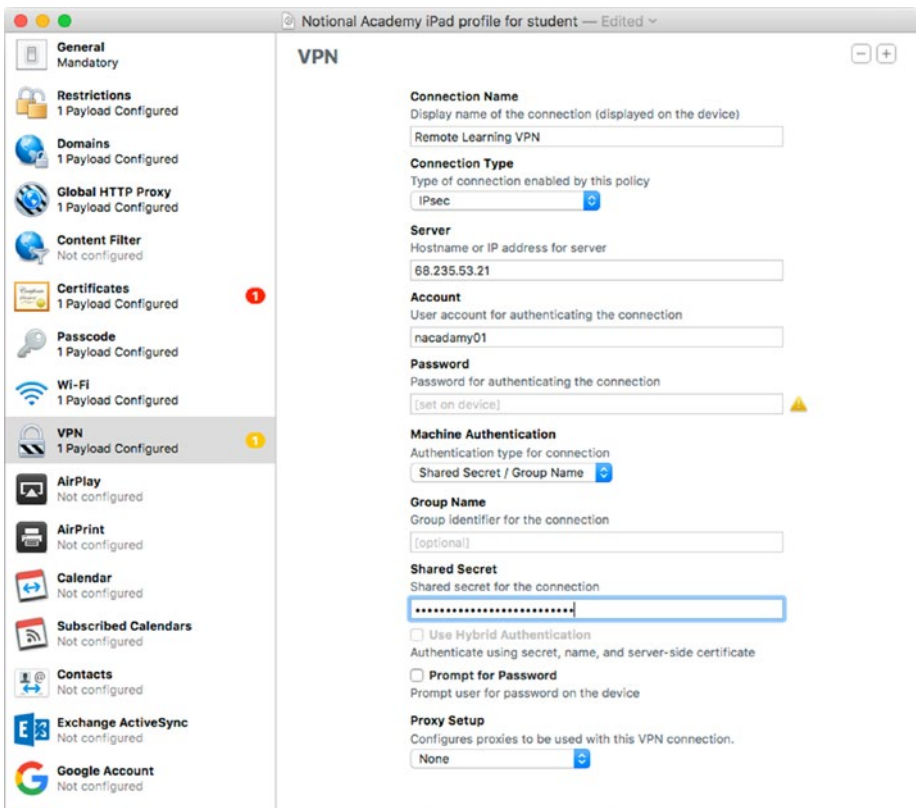 Notional Academy iPad profile for student — Edited
General
Mandatory
Restrictions
1 Payload Configured
Domains
1 Payload Configured
Global HTTP Proxy
1 Payload Configured
Content Filter
Not configured
Certificates
1 Payload Configured
1
Passcode
1 Payload Configured
Wi-Fi
1 Payload Configured
VPN
1 Payload Configured
1
AirPlay
Not configured
AirPrint
Not configured
Calendar
Not configured
Subscribed Calendars
Not configured
Contacts
Not configured
Exchange ActiveSync
Not configured
Google Account
Not configured
VPN
Connection Name
Display name of the connection (displayed on the device)
Remote Learning VPN
Connection Type
Type of connection enabled by this policy
IPsec
Server
Hostname or IP address for server
68.235.53.21
Account
User account for authenticating the connection
nacadamy01
Password
Password for authenticating the connection
[set on device]
Machine Authentication
Authentication type for connection
Shared Secret / Group Name
Group Name
Group identifier for the connection
[optional]
Shared Secret
Shared secret for the connection
Use Hybrid Authentication
Authenticate using secret, name, and server-side certificate
Prompt for Password
Prompt user for password on the device
Proxy Setup
Configures proxies to be used with this VPN connection.
None